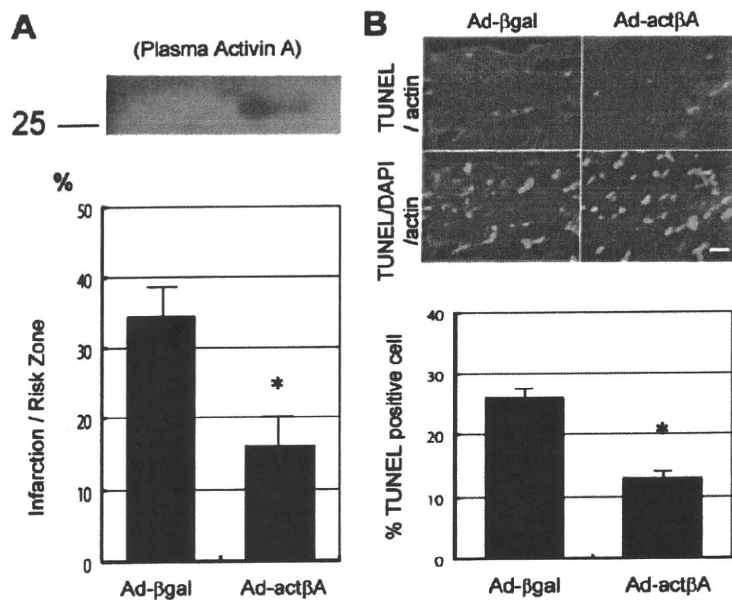 A
(Plasma Activin A)
25
%
50
40
30
20
10
0
Infarction / Risk Zone
*
Ad-βgal
Ad-actβA
B
Ad-βgal
Ad-actβA
TUNEL
/ actin
TUNEL/DAPI
/actin
40
30
20
10
0
% TUNEL positive cell
*
Ad-βgal
Ad-actβA